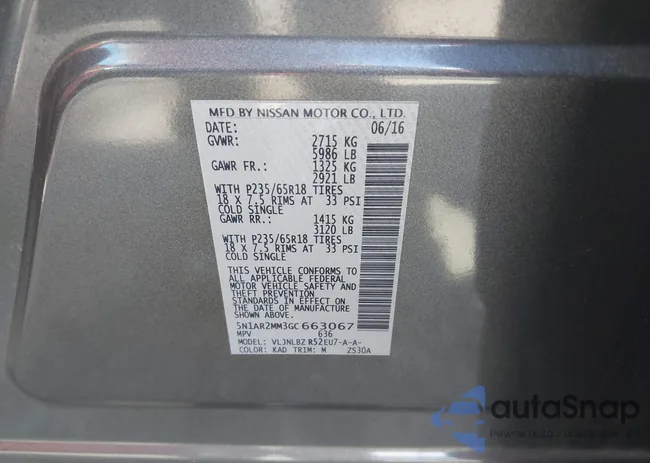 MFD BY NISSAN MOTOR CO., LTD.
DATE: 06/16
GVWR: 2715 KG
5986 LB
GAWR FR.: 1325 KG
2921 LB
WITH P235/65R18 TIRES
18 X 7.5 RIMS AT 33 PSI
COLD SINGLE
GAWR RR.: 1415 KG
3120 LB
WITH P235/65R18 TIRES
18 X 7.5 RIMS AT 33 PSI
COLD SINGLE
THIS VEHICLE CONFORMS TO
ALL APPLICABLE FEDERAL
MOTOR VEHICLE SAFETY AND
THEFT PREVENTION
STANDARDS IN EFFECT ON
THE DATE OF MANUFACTURE
SHOWN ABOVE.
5N1AR2MM3GC663067
MPV 636
MODEL: VLJNLBZ R52EU7-A-A-
COLOR: KAD TRIM: M ZS30A
autaSnap
Pewne auta z